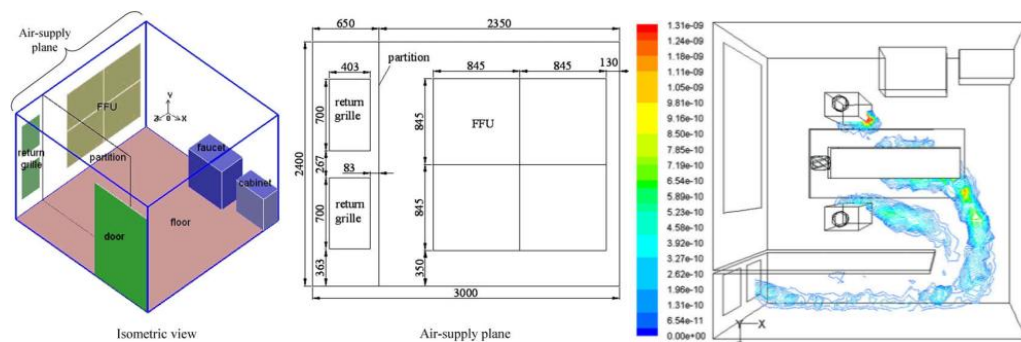 Air-supply
plane
FFU
Y
Z 0 X
return
grille
partition
faucet
cabinet
floor
door
Isometric view
650
2350
partition
403
845
845
130
return
grille
700
845
FFU
2400
267
83
return
grille
700
845
363
350
3000
Air-supply plane
1.31e-09
1.24e-09
1.18e-09
1.11e-09
1.05e-09
9.81e-10
9.16e-10
8.50e-10
7.85e-10
7.19e-10
6.54e-10
5.89e-10
5.23e-10
4.58e-10
3.92e-10
3.27e-10
2.62e-10
1.96e-10
1.31e-10
6.54e-11
0.00e+00
Y X